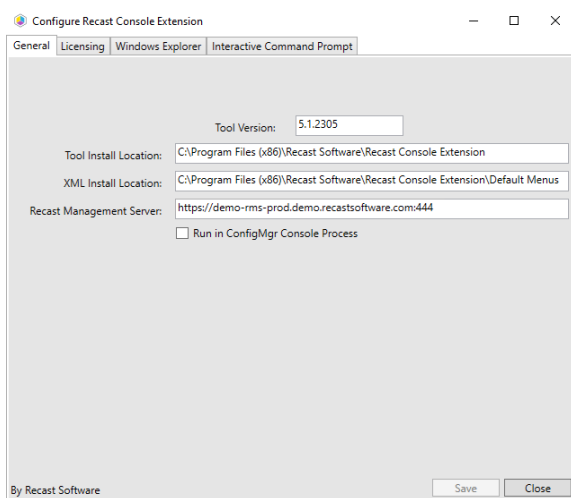 Configure Recast Console Extension
General Licensing Windows Explorer Interactive Command Prompt
Tool Version: 5.1.2305
Tool Install Location: C:\Program Files (x86)\Recast Software\Recast Console Extension
XML Install Location: C:\Program Files (x86)\Recast Software\Recast Console Extension\Default Menus
Recast Management Server: https://demo-rms-prod.demo.recastsoftware.com:444
Run in ConfigMgr Console Process
By Recast Software Save Close